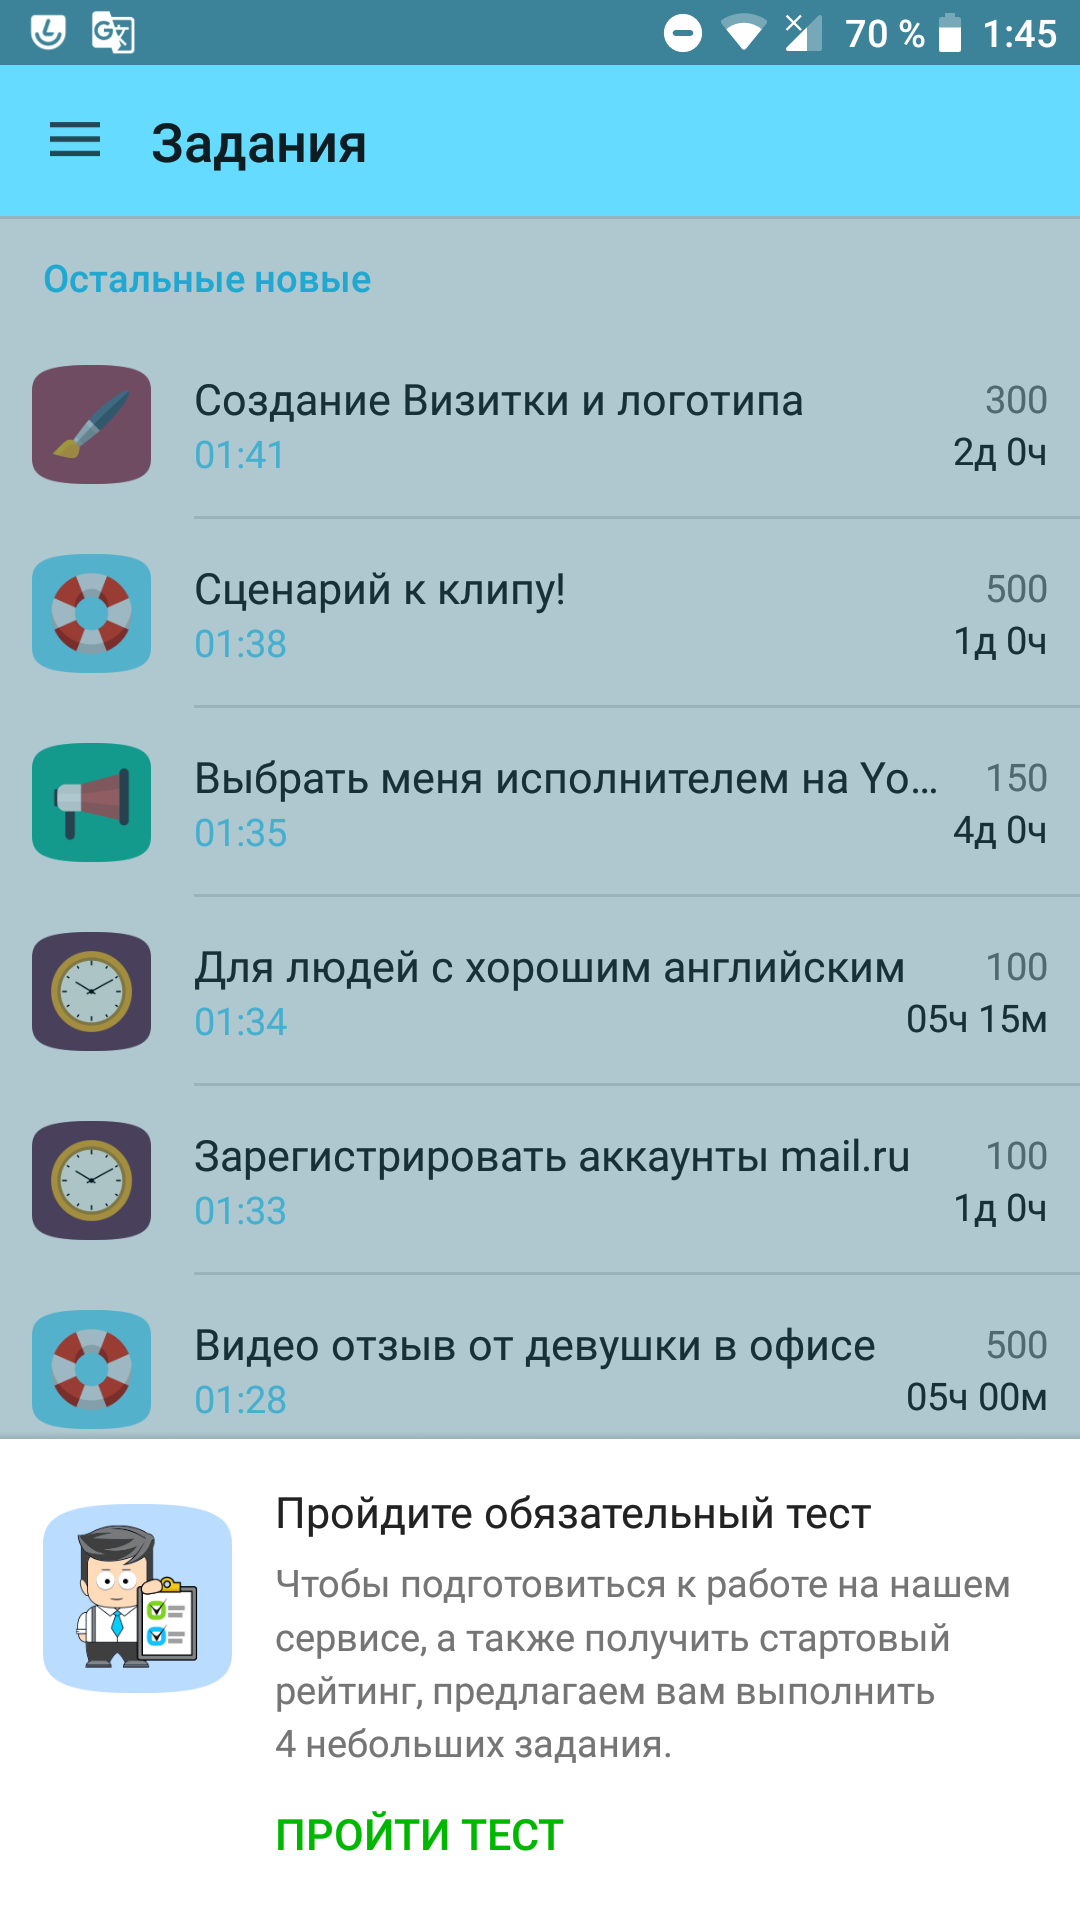 70 % 1:45
Задания
Остальные новые
Создание Визитки и логотипа 300
01:41 2д 0ч
Сценарий к клипу! 500
01:38 1д 0ч
Выбрать меня исполнителем на Yo... 150
01:35 4д 0ч
Для людей с хорошим английским 100
01:34 05ч 15м
Зарегистрировать аккаунты mail.ru 100
01:33 1д 0ч
Видео отзыв от девушки в офисе 500
01:28 05ч 00м
Пройдите обязательный тест
Чтобы подготовиться к работе на нашем
сервисе, а также получить стартовый
рейтинг, предлагаем вам выполнить
4 небольших задания.
ПРОЙТИ ТЕСТ